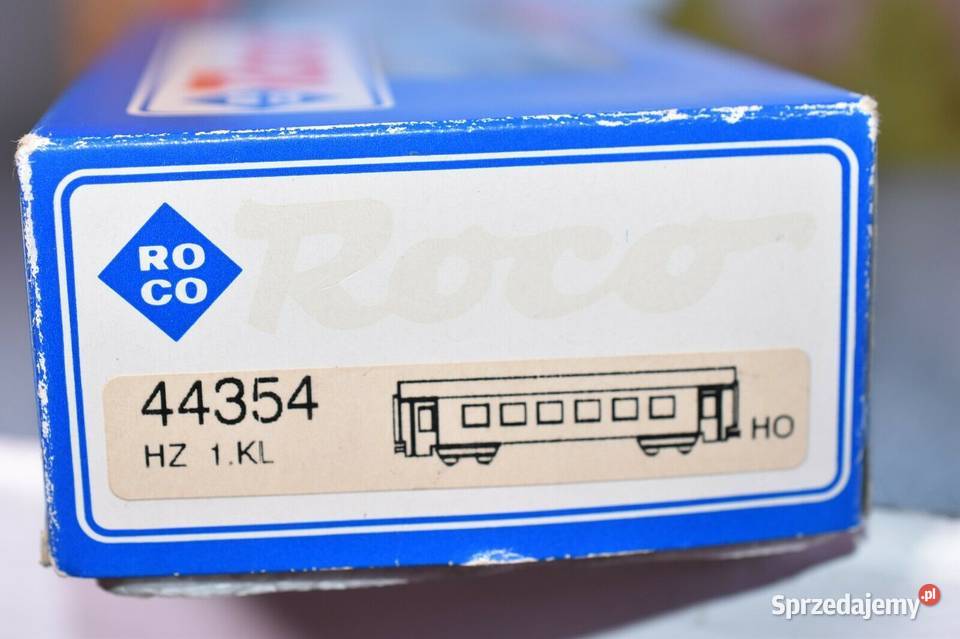 RO
CO
Roco
44354
HZ 1.KL
HO
Sprzedajemy.pl